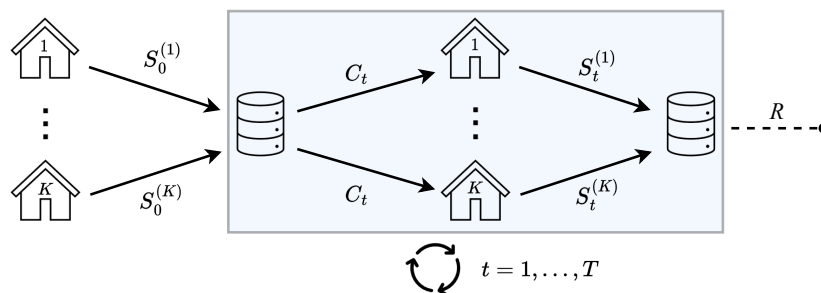 1
S_0^{(1)}
C_t
1
S_t^{(1)}
R
K
S_0^{(K)}
C_t
K
S_t^{(K)}
t = 1, . . . , T